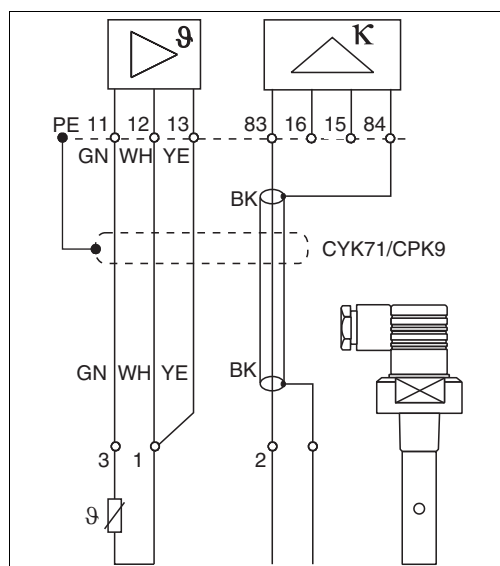 ϑ κ
PE 11 12 13 83 16 15 84
GN WH YE
BK
CYK71/CPK9
GN WH YE BK
3 1 2
ϑ